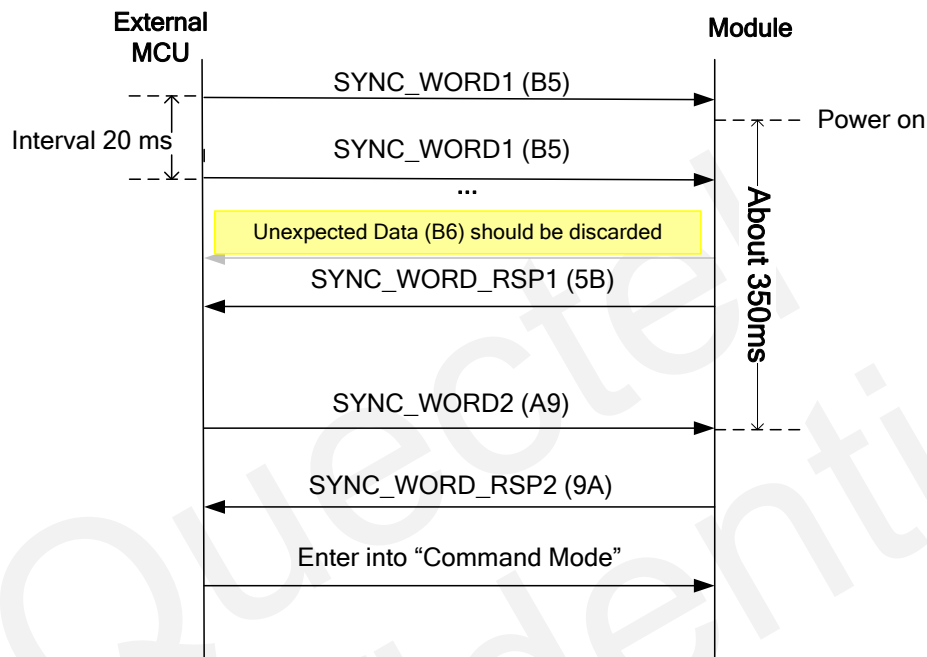 External
MCU
Module
SYNC_WORD1 (B5)
Power on
Interval 20 ms
SYNC_WORD1 (B5)
...
About 350ms
Unexpected Data (B6) should be discarded
SYNC_WORD_RSP1 (5B)
SYNC_WORD2 (A9)
SYNC_WORD_RSP2 (9A)
Enter into “Command Mode”
Quectel